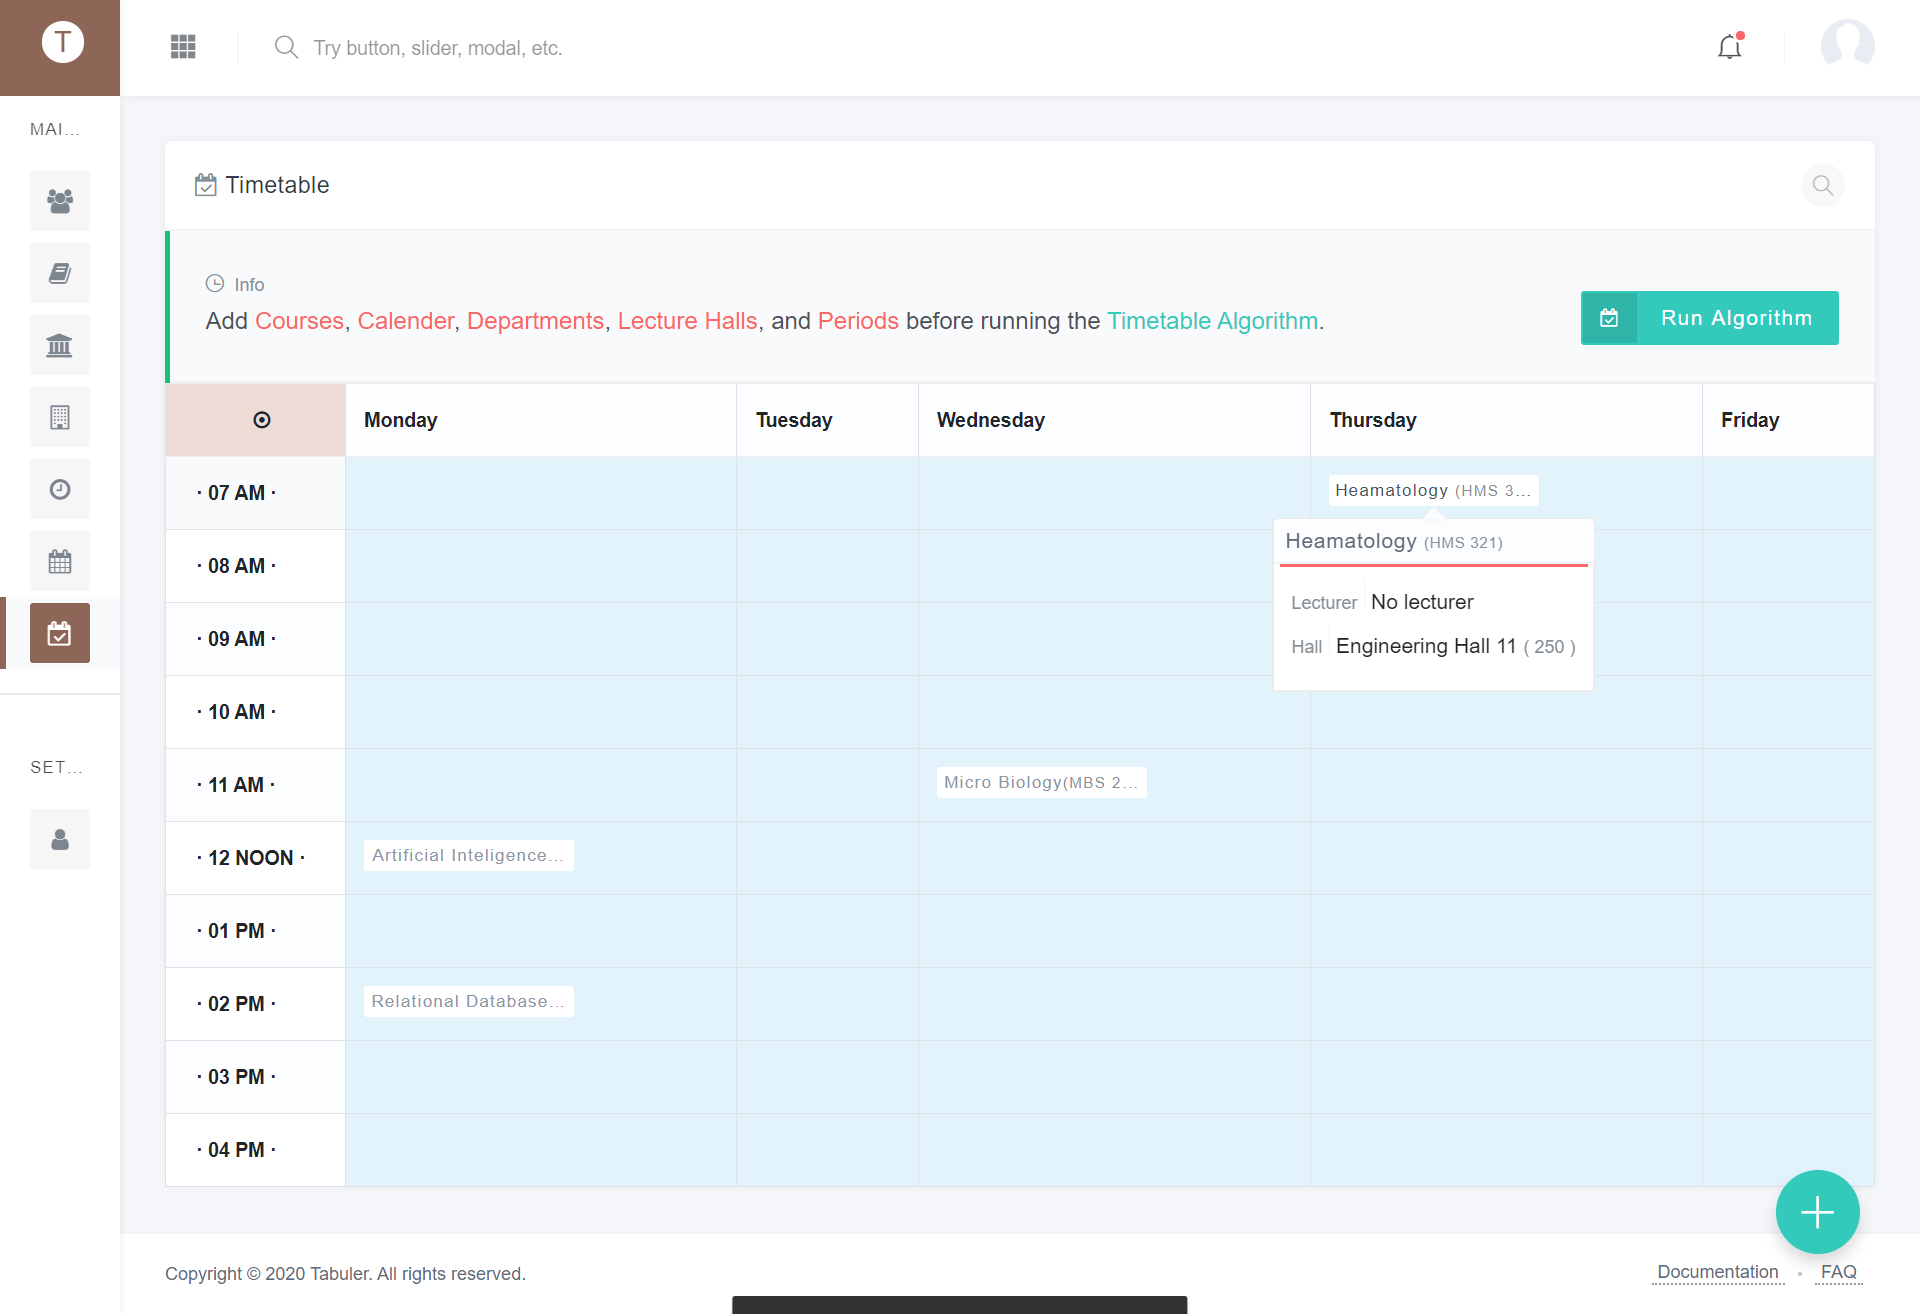 T
Try button, slider, modal, etc.
MAI...
Timetable
Info
Add Courses, Calender, Departments, Lecture Halls, and Periods before running the Timetable Algorithm.
Run Algorithm
Monday Tuesday Wednesday Thursday Friday
· 07 AM ·
Heamatology (HMS 3...
Heamatology (HMS 321)
Lecturer No lecturer
Hall Engineering Hall 11 ( 250 )
· 08 AM ·
· 09 AM ·
· 10 AM ·
· 11 AM ·
Micro Biology(MBS 2...
· 12 NOON ·
Artificial Inteligence...
· 01 PM ·
· 02 PM ·
Relational Database...
· 03 PM ·
· 04 PM ·
SET...
Copyright © 2020 Tabuler. All rights reserved.
Documentation • FAQ